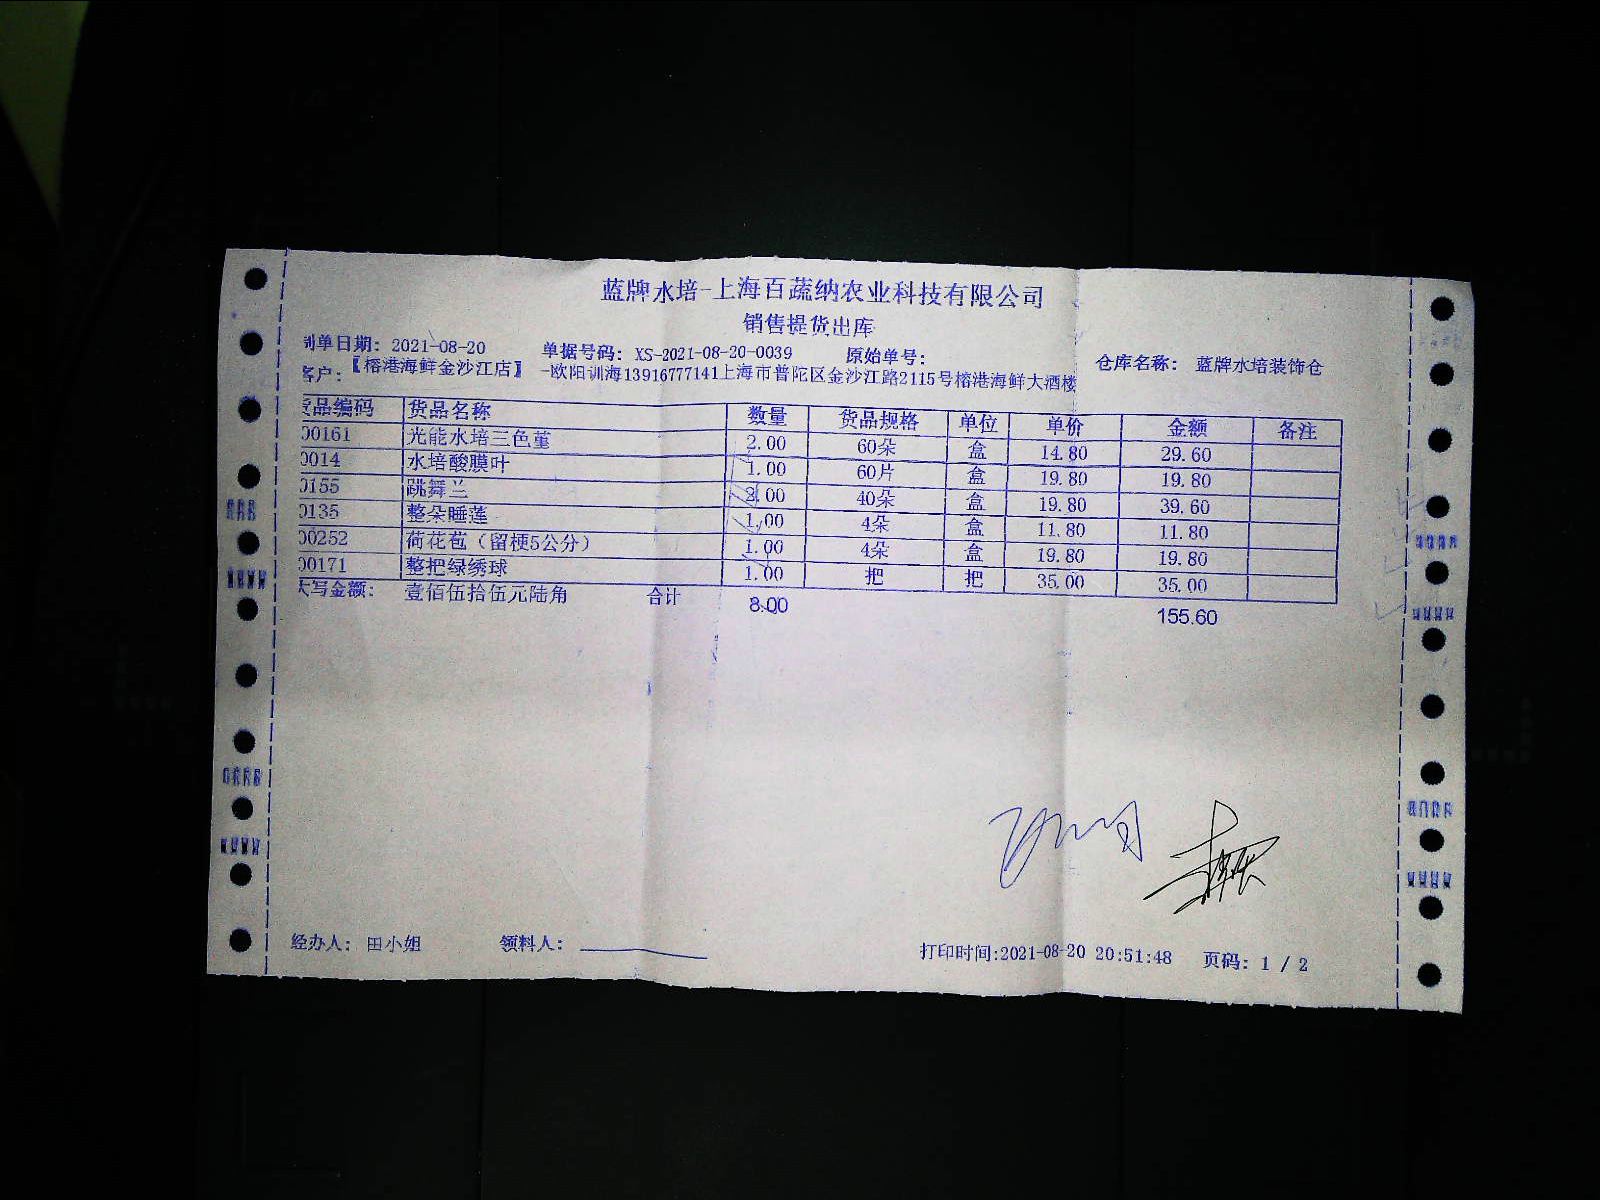 蓝牌水培-上海百蔬纳农业科技有限公司
销售提货出库
制单日期: 2021-08-20 单据号码: XS-2021-08-20-0039 原始单号: 仓库名称: 蓝牌水培装饰仓
客户: 【榕港海鲜金沙江店】 -欧阳训海13916777141上海市普陀区金沙江路2115号榕港海鲜大酒楼
货品编码 货品名称 数量 货品规格 单位 单价 金额 备注
00161 光能水培三色堇 2.00 60朵 盒 14.80 29.60
0014 水培酸膜叶 1.00 60片 盒 19.80 19.80
0155 跳舞兰 2.00 40朵 盒 19.80 39.60
0135 整朵睡莲 1.00 4朵 盒 11.80 11.80
00252 荷花苞（留梗5公分） 1.00 4朵 盒 19.80 19.80
00171 整把绿绣球 1.00 把 把 35.00 35.00
大写金额: 壹佰伍拾伍元陆角 合计 8.00 155.60
经办人: 田小姐 领料人: 打印时间:2021-08-20 20:51:48 页码: 1 / 2